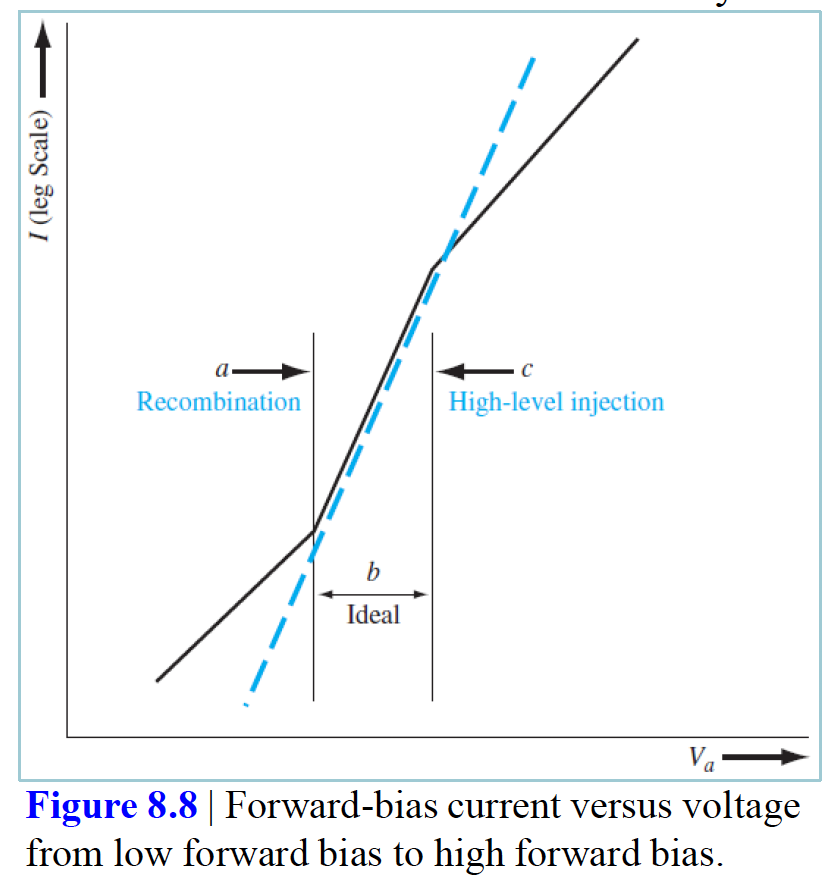 I (leg Scale)
a
Recombination
c
High-level injection
b
Ideal
Va
Figure 8.8 | Forward-bias current versus voltage
from low forward bias to high forward bias.